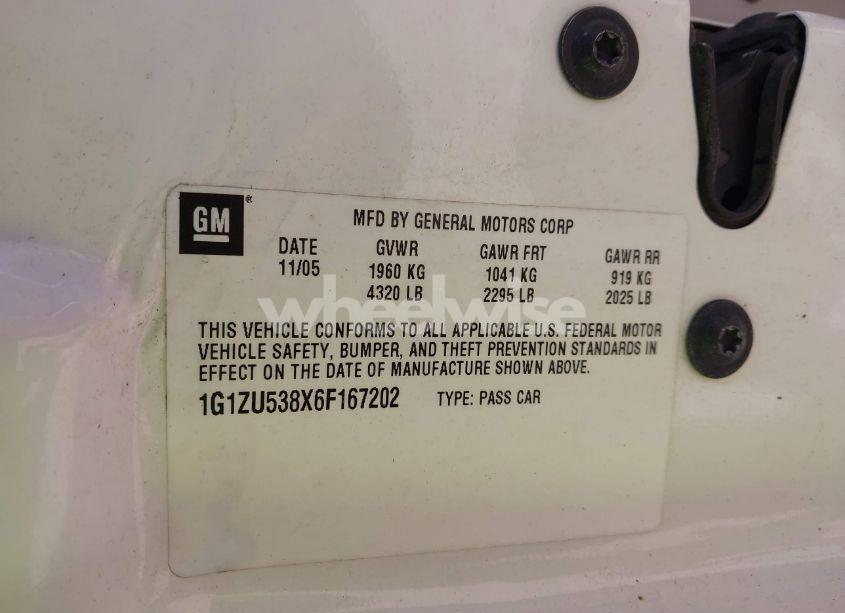 GM®
MFD BY GENERAL MOTORS CORP
DATE GVWR GAWR FRT GAWR RR
11/05 1960 KG 1041 KG 919 KG
4320 LB 2295 LB 2025 LB
wheelwise
THIS VEHICLE CONFORMS TO ALL APPLICABLE U.S. FEDERAL MOTOR
VEHICLE SAFETY, BUMPER, AND THEFT PREVENTION STANDARDS IN
EFFECT ON THE DATE OF MANUFACTURE SHOWN ABOVE.
1G1ZU538X6F167202 TYPE: PASS CAR